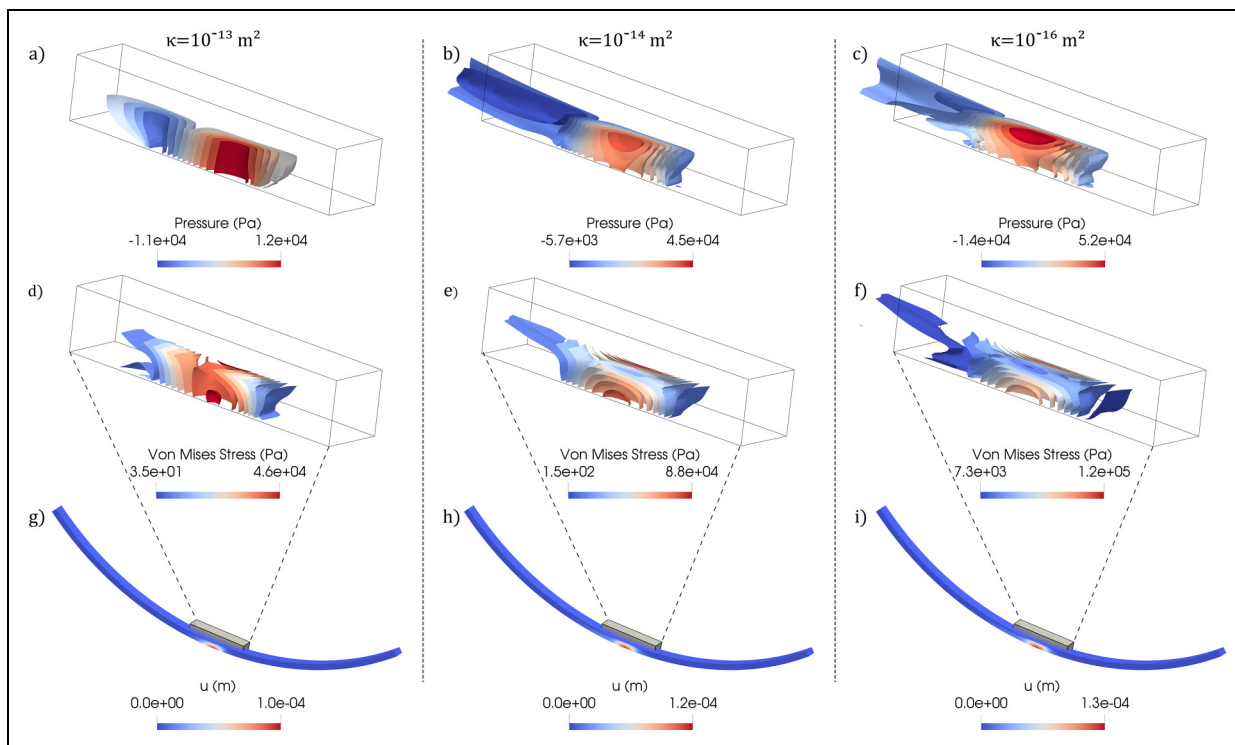 κ=10⁻¹³ m² κ=10⁻¹⁴ m² κ=10⁻¹⁶ m²
a) b) c)
Pressure (Pa) Pressure (Pa) Pressure (Pa)
-1.1e+04 1.2e+04 -5.7e+03 4.5e+04 -1.4e+04 5.2e+04
d) e) f)
Von Mises Stress (Pa) Von Mises Stress (Pa) Von Mises Stress (Pa)
3.5e+01 4.6e+04 1.5e+02 8.8e+04 7.3e+03 1.2e+05
g) h) i)
u (m) u (m) u (m)
0.0e+00 1.0e-04 0.0e+00 1.2e-04 0.0e+00 1.3e-04